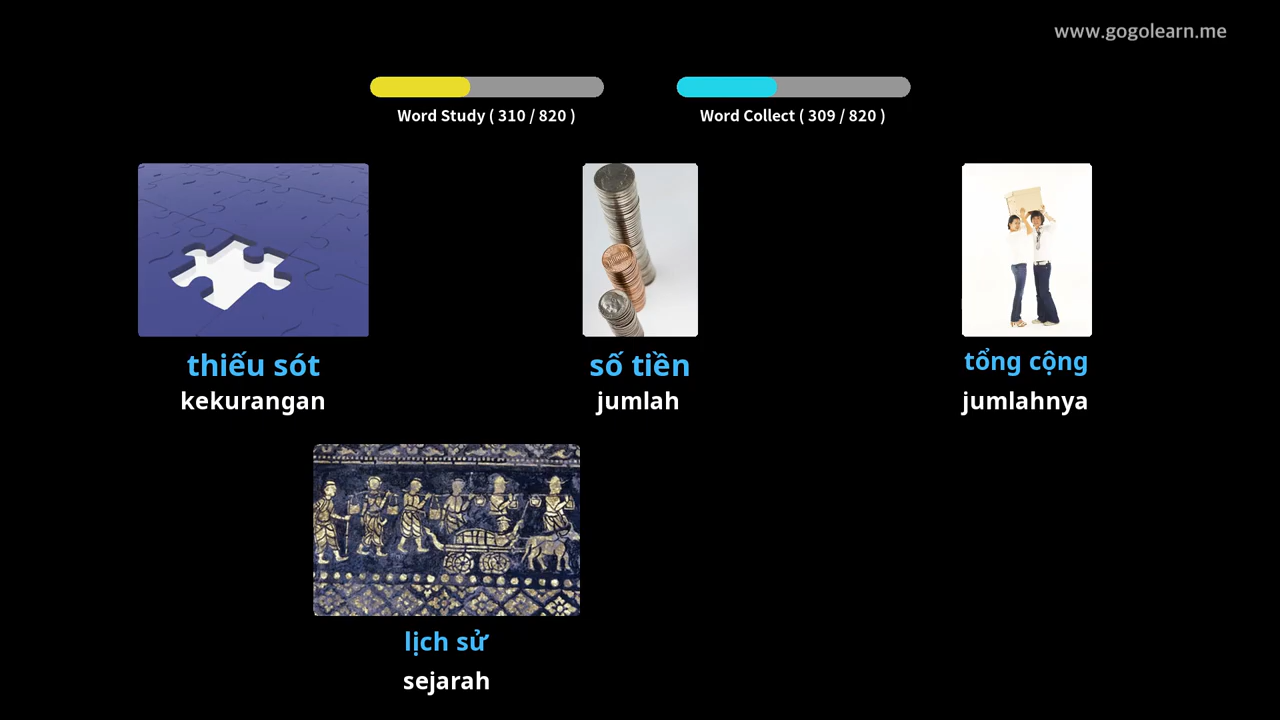 www.gogolearn.me
Word Study ( 310 / 820 )
Word Collect ( 309 / 820 )
thiếu sót
kekurangan
số tiền
jumlah
tổng cộng
jumlahnya
lịch sử
sejarah